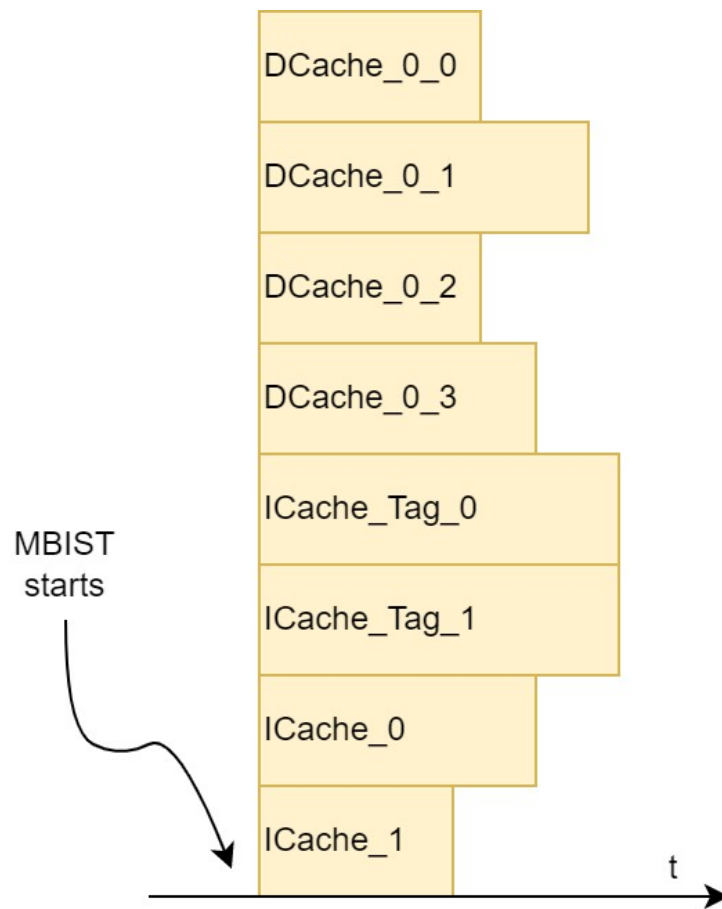 DCache_0_0
DCache_0_1
DCache_0_2
DCache_0_3
ICache_Tag_0
MBIST
starts
ICache_Tag_1
ICache_0
ICache_1
t